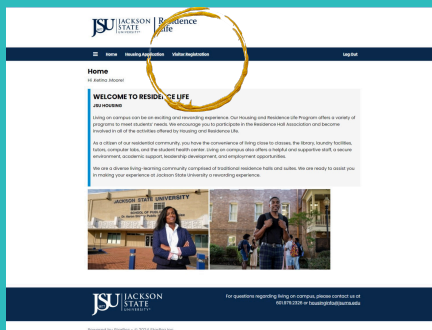 JSU JACKSON STATE UNIVERSITY Residence Life
Home Housing Application Visitor Registration Log Out
Home
WELCOME TO RESIDENCE LIFE
JSU HOUSING
Living on campus can be an exciting and rewarding experience. Our Housing and Residence Life Program offers a variety of
programs to meet students' needs. We encourage you to participate in the Residence Hall Association and become
involved in all of the activities offered by Housing and Residence Life.
As a citizen of our residential community, you have the convenience of living close to classes, the library, laundry facilities,
tutors, computer labs, and the student health center. Living on campus also offers a helpful and supportive staff, a secure
environment, academic support, leadership development, and employment opportunities.
We are a diverse living-learning community comprised of traditional residence halls and suites. We are ready to assist you
in making your experience at Jackson State University a rewarding experience.
JACKSON STATE UNIVERSITY
JSU JACKSON STATE UNIVERSITY
For questions regarding living on campus, please contact us at
601.979.2326 or housinginfo@jsums.edu